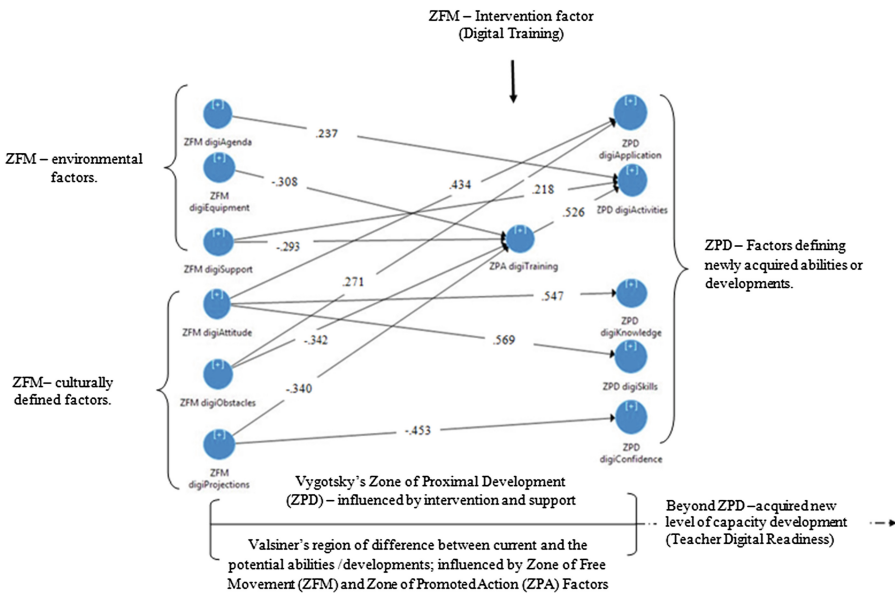 ZFM – Intervention factor
(Digital Training)
ZFM – environmental
factors.
ZFM – culturally
defined factors.
[+]
ZFM digiAgenda
[+]
ZFM
digiEquipment
[+]
ZFM digiSupport
[+]
ZFM digiAttitude
[+]
ZFM digiObstacles
[+]
ZFM
digiProjections
.237
-.308
.434
.218
.526
-.293
.271
.547
-.342
.569
-.340
-.453
[+]
ZPA digiTraining
[+]
ZPD
digiApplication
[+]
ZPD digiActivities
[+]
ZPD
digiKnowledge
[+]
ZPD digiSkills
[+]
ZPD
digiConfidence
ZPD – Factors defining
newly acquired abilities or
developments.
Vygotsky's Zone of Proximal Development
(ZPD) – influenced by intervention and support
Valsiner's region of difference between current and the
potential abilities /developments; influenced by Zone of Free
Movement (ZFM) and Zone of Promoted Action (ZPA) Factors
Beyond ZPD –acquired new
level of capacity development
(Teacher Digital Readiness)